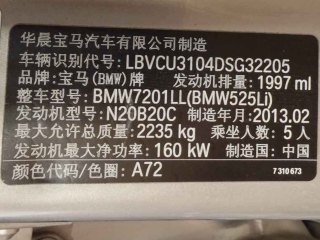 华晨宝马汽车有限公司制造
车辆识别代号: LBVCU3104DSG32205
品牌: 宝马(BMW)牌 发动机排量: 1997 ml
整车型号: BMW7201LL(BMW525Li)
发动机型号: N20B20C 制造年月: 2013.02
最大允许总质量: 2235 kg 乘坐人数: 5 人
发动机最大净功率: 160 kW 制造国: 中国
颜色代码/色圈: A72 7 310 673